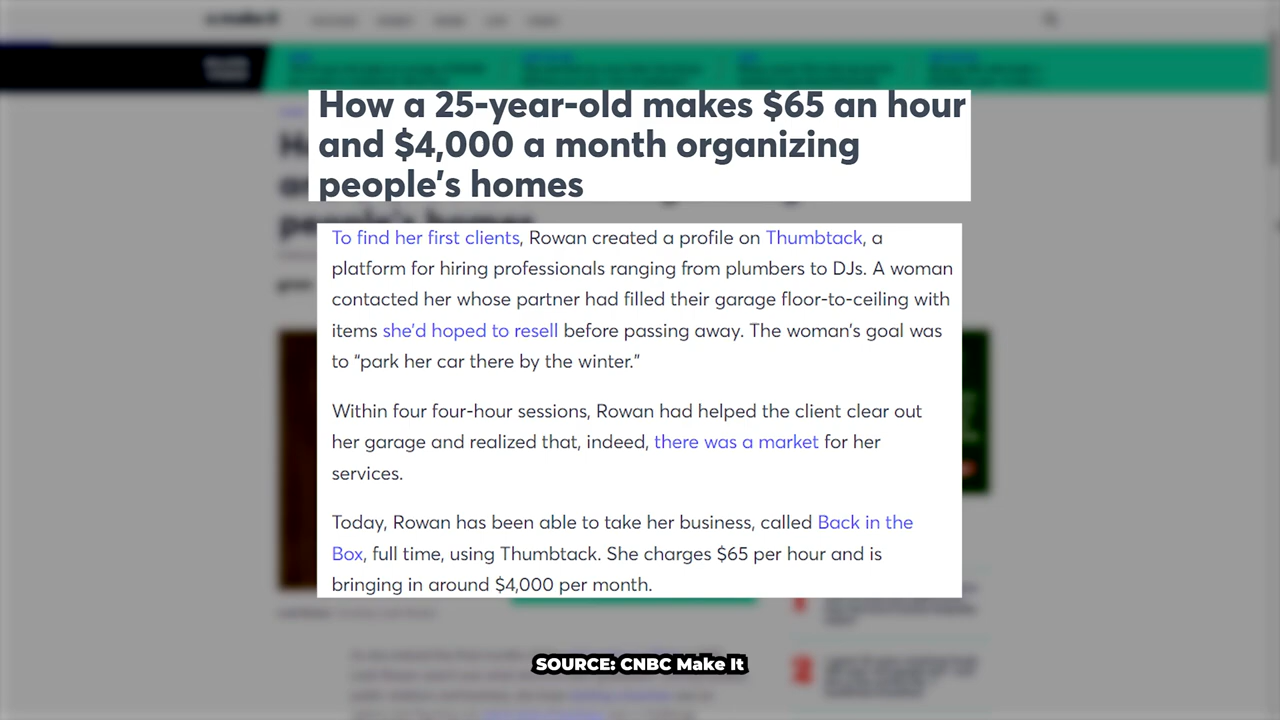 How a 25-year-old makes $65 an hour
and $4,000 a month organizing
people's homes
To find her first clients, Rowan created a profile on Thumbtack, a
platform for hiring professionals ranging from plumbers to DJs. A woman
contacted her whose partner had filled their garage floor-to-ceiling with
items she'd hoped to resell before passing away. The woman's goal was
to “park her car there by the winter.”
Within four four-hour sessions, Rowan had helped the client clear out
her garage and realized that, indeed, there was a market for her
services.
Today, Rowan has been able to take her business, called Back in the
Box, full time, using Thumbtack. She charges $65 per hour and is
bringing in around $4,000 per month.
SOURCE: CNBC Make It